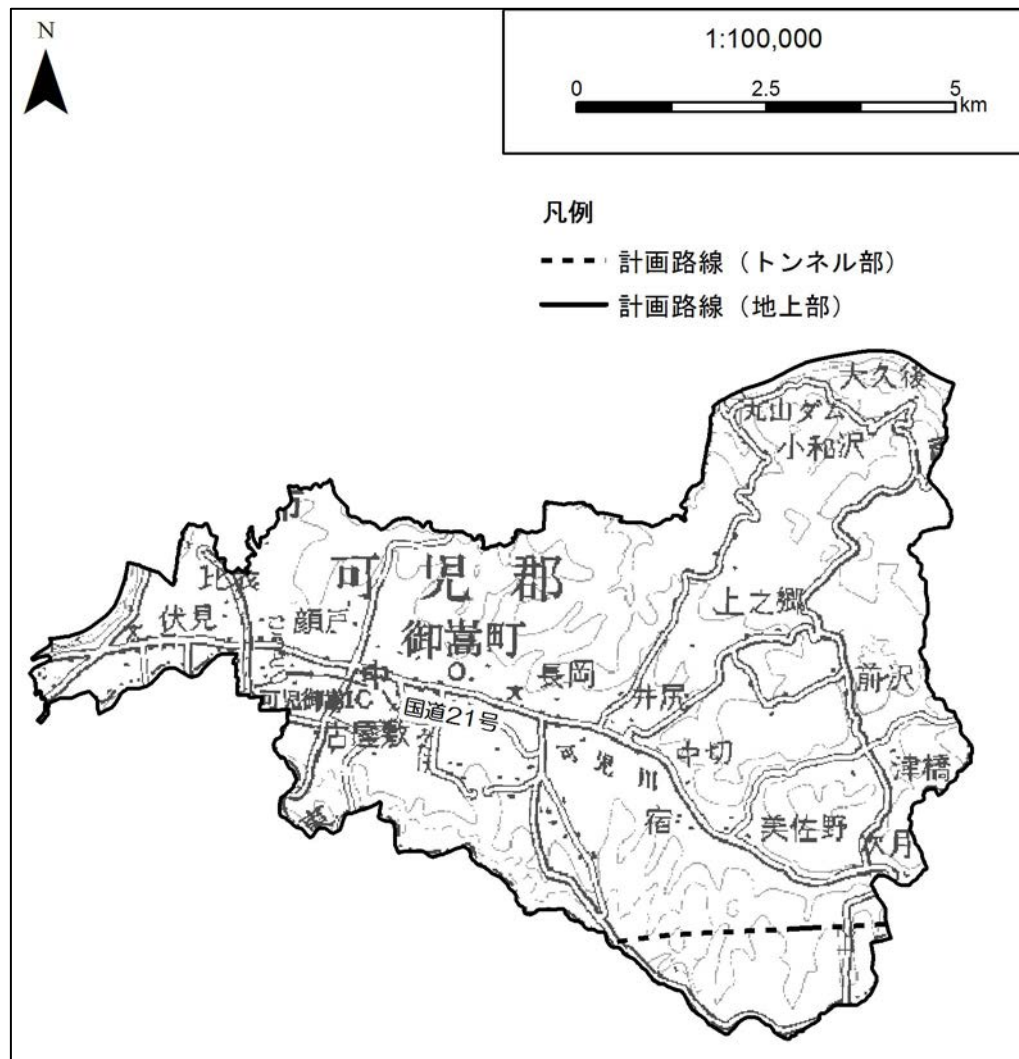 N
1:100,000
0 2.5 5
km
凡例
計画路線（トンネル部）
計画路線（地上部）
大久後
丸山ダム
小和沢
可児郡
比衣
上之郷
伏見
顔戸
御嵩町
中
長岡
井尻
前沢
可児御嵩IC
国道21号
古屋敷
中切
津橋
可児川
宿
美佐野
次月